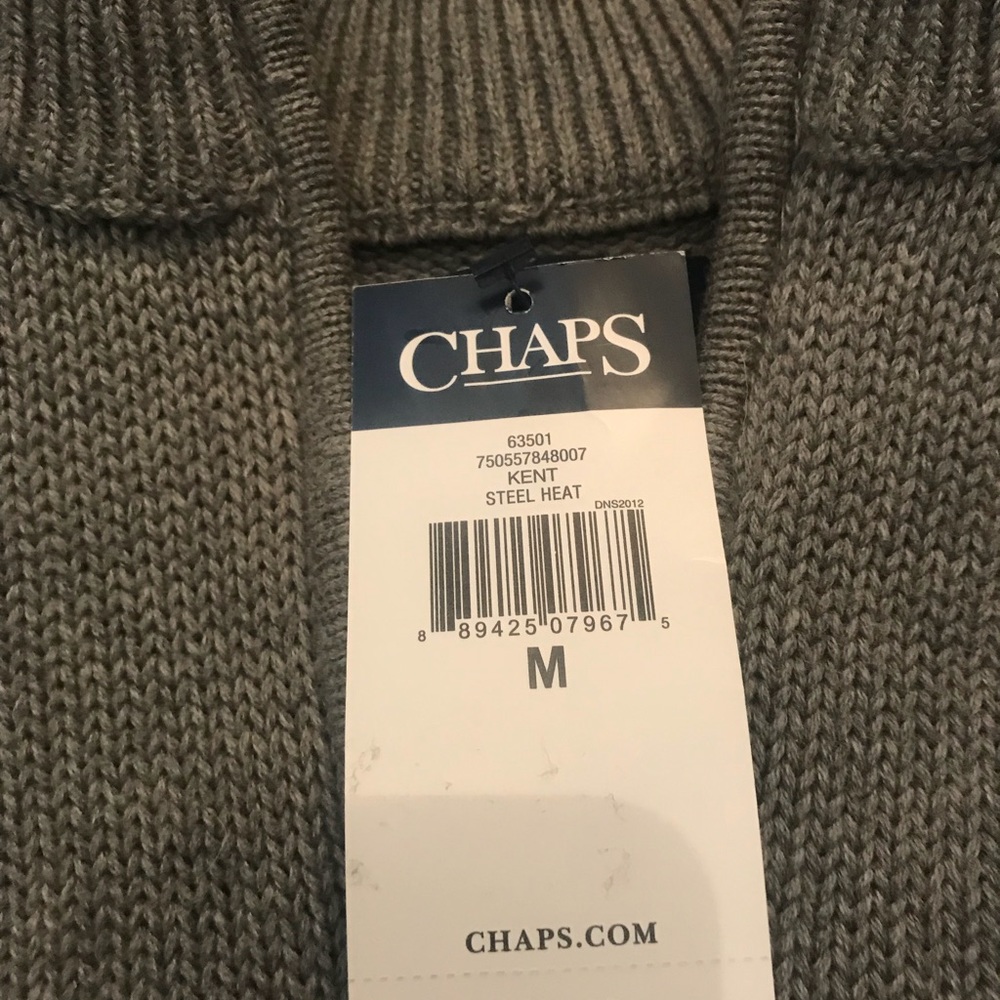 CHAPS
63501
750557848007
KENT
STEEL HEAT
DNS2012
8 89425 07967 5
M
CHAPS.COM